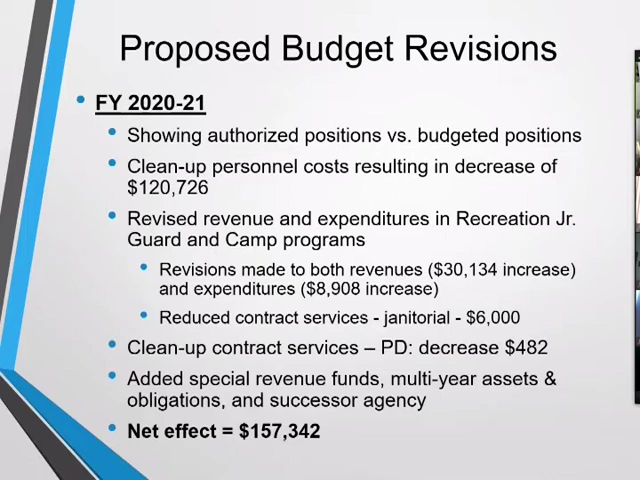 Proposed Budget Revisions
FY 2020-21
Showing authorized positions vs. budgeted positions
Clean-up personnel costs resulting in decrease of
$120,726
Revised revenue and expenditures in Recreation Jr.
Guard and Camp programs
Revisions made to both revenues ($30,134 increase)
and expenditures ($8,908 increase)
Reduced contract services - janitorial - $6,000
Clean-up contract services – PD: decrease $482
Added special revenue funds, multi-year assets &
obligations, and successor agency
Net effect = $157,342